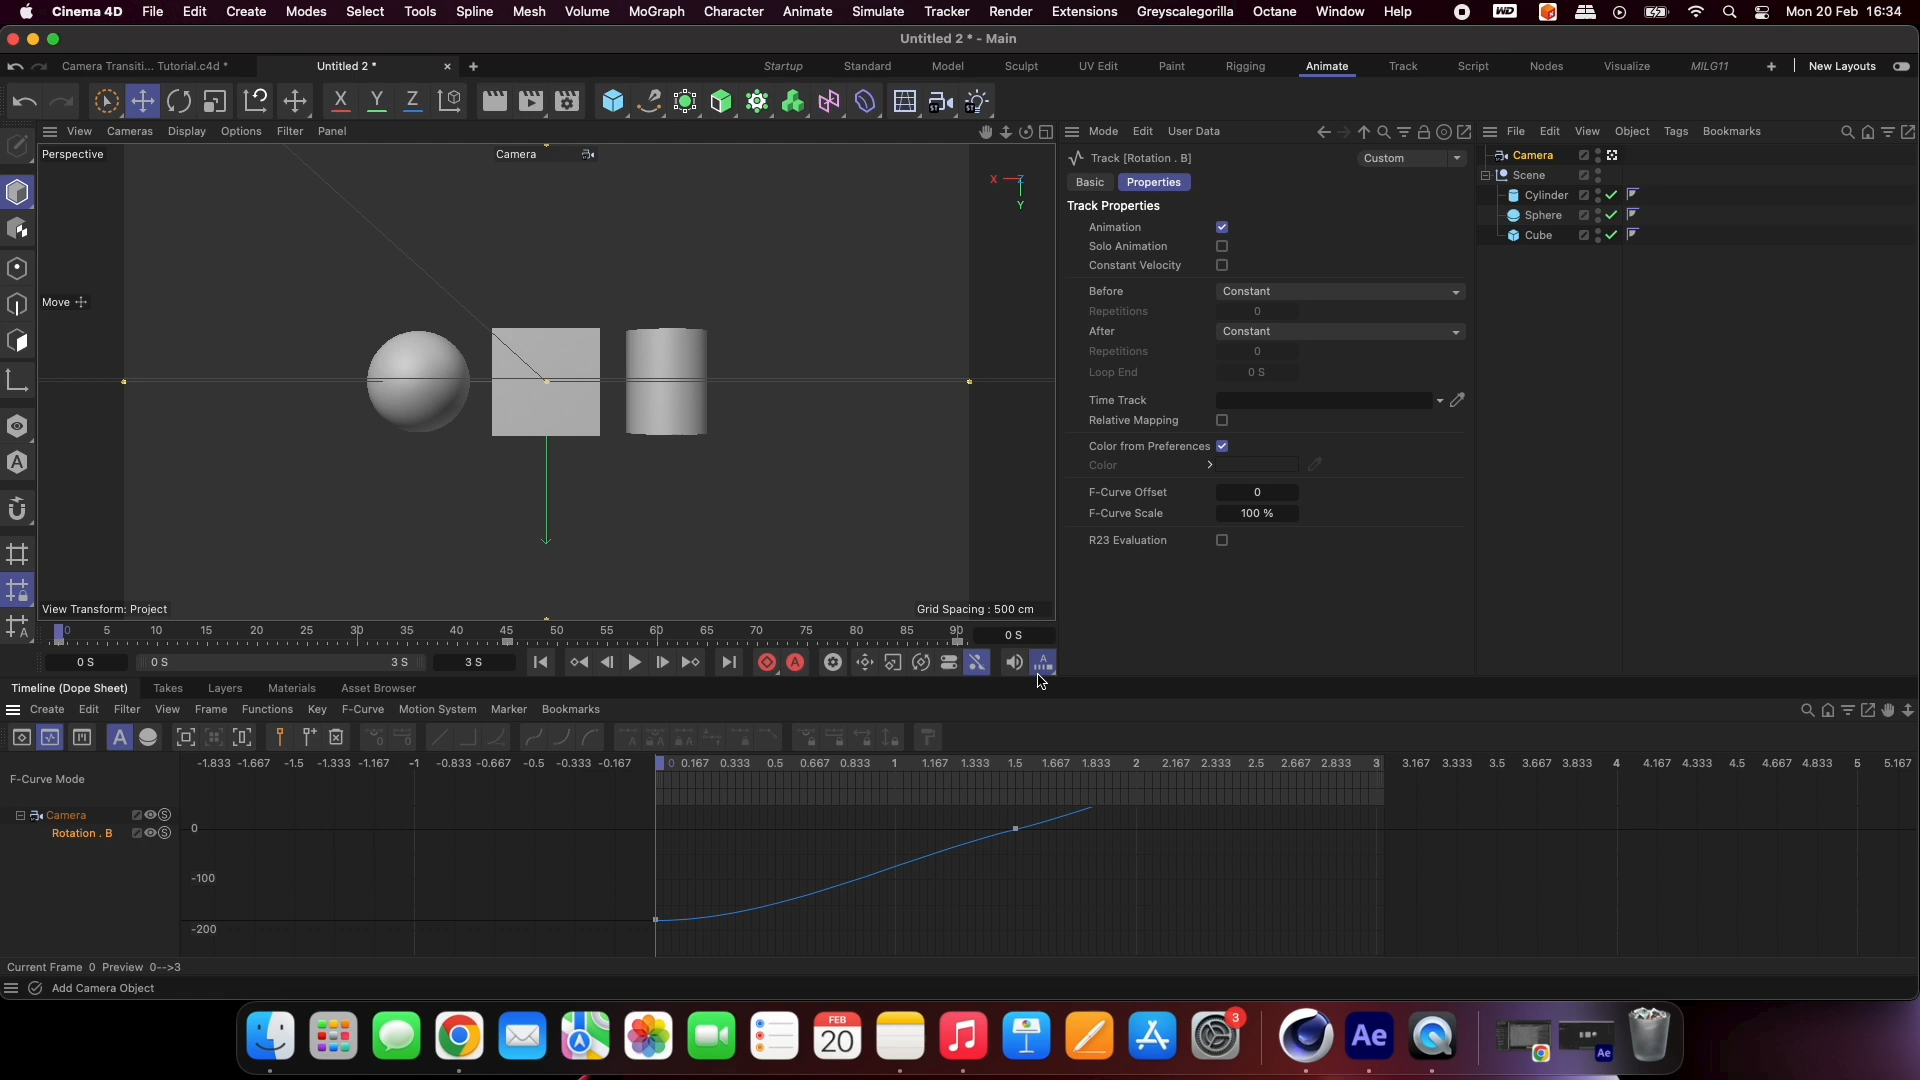 Cinema 4D File Edit Create Modes Select Tools Spline Mesh Volume MoGraph Character Animate Simulate Tracker Render Extensions Greyscalegorilla Octane Window Help Mon 20 Feb 16:34
Untitled 2 * - Main
Camera Transiti... Tutorial.c4d * Untitled 2 * Startup Standard Model Sculpt UV Edit Paint Rigging Animate Track Script Nodes Visualize MILG11 New Layouts
X Y Z
View Cameras Display Options Filter Panel
Mode Edit User Data
File Edit View Object Tags Bookmarks
Perspective
Camera
X Z
Y
Move
View Transform: Project
Grid Spacing : 500 cm
Track [Rotation . B]
Custom
Basic Properties
Track Properties
Animation
Solo Animation
Constant Velocity
Before Constant
Repetitions 0
After Constant
Repetitions 0
Loop End 0 S
Time Track
Relative Mapping
Color from Preferences
Color
F-Curve Offset 0
F-Curve Scale 100 %
R23 Evaluation
Camera
Scene
Cylinder
Sphere
Cube
0 5 10 15 20 25 30 35 40 45 50 55 60 65 70 75 80 85 90 0 S
0 S 0 S 3 S 3 S
Timeline (Dope Sheet) Takes Layers Materials Asset Browser
Create Edit Filter View Frame Functions Key F-Curve Motion System Marker Bookmarks
-1.833 -1.667 -1.5 -1.333 -1.167 -1 -0.833 -0.667 -0.5 -0.333 -0.167 0 0.167 0.333 0.5 0.667 0.833 1 1.167 1.333 1.5 1.667 1.833 2 2.167 2.333 2.5 2.667 2.833 3 3.167 3.333 3.5 3.667 3.833 4 4.167 4.333 4.5 4.667 4.833 5 5.167
F-Curve Mode
Camera
Rotation . B
0
-100
-200
Current Frame 0 Preview 0-->3
Add Camera Object
FEB
20
3
Ae
Ae